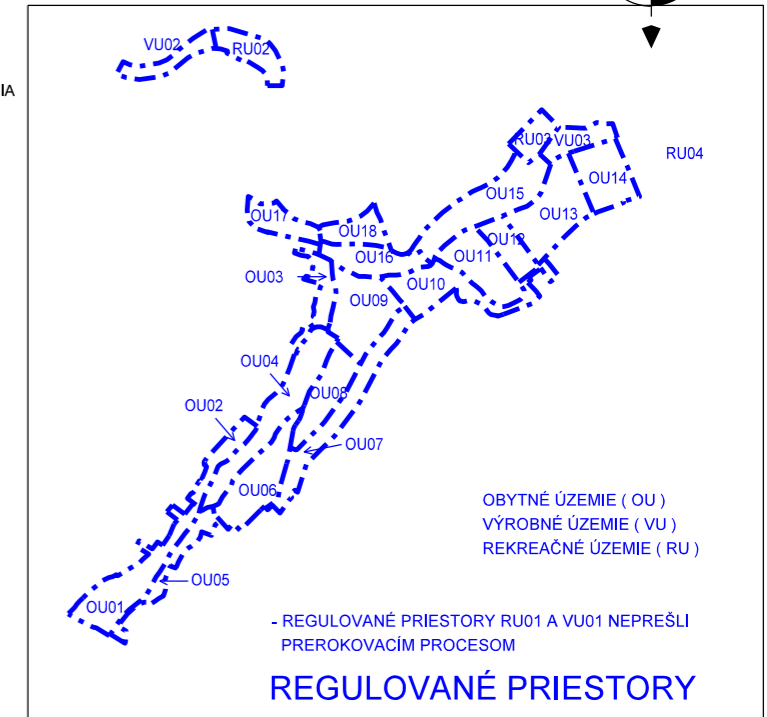 VU02
RU02
IA
RU03
VU03
RU04
OU14
OU15
OU17
OU13
OU18
OU12
OU16
OU11
OU03
OU10
OU09
OU04
OU08
OU02
OU07
OU06
OBYTNÉ ÚZEMIE ( OU )
VÝROBNÉ ÚZEMIE ( VU )
REKREAČNÉ ÚZEMIE ( RU )
OU05
OU01
- REGULOVANÉ PRIESTORY RU01 A VU01 NEPREŠLI
PREROKOVACÍM PROCESOM
REGULOVANÉ PRIESTORY